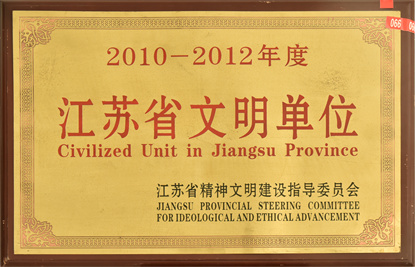 2010－2012年度
江苏省文明单位
Civilized Unit in Jiangsu Province
江苏省精神文明建设指导委员会
JIANGSU PROVINCIAL STEERING COMMITTEE
FOR IDEOLOGICAL AND ETHICAL ADVANCEMENT
066